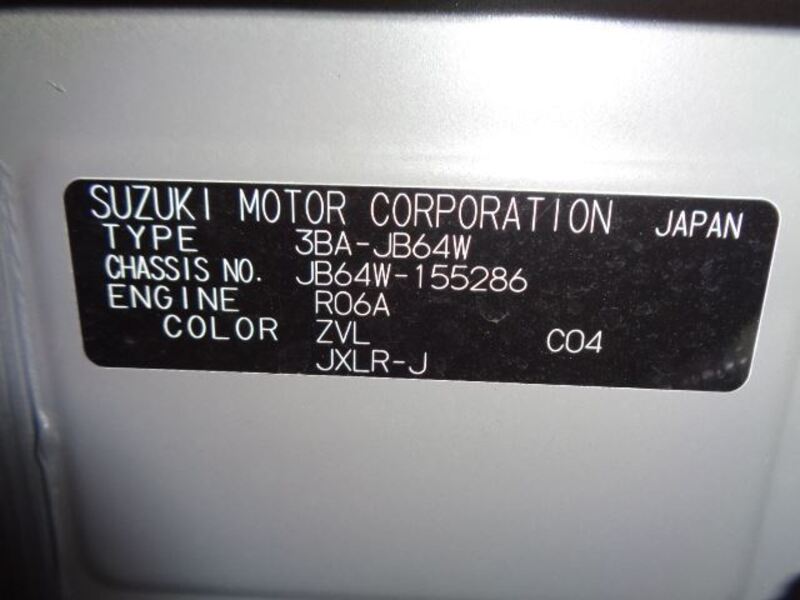 SUZUKI MOTOR CORPORATION JAPAN
TYPE 3BA-JB64W
CHASSIS NO. JB64W-155286
ENGINE R06A
COLOR ZVL C04
JXLR-J